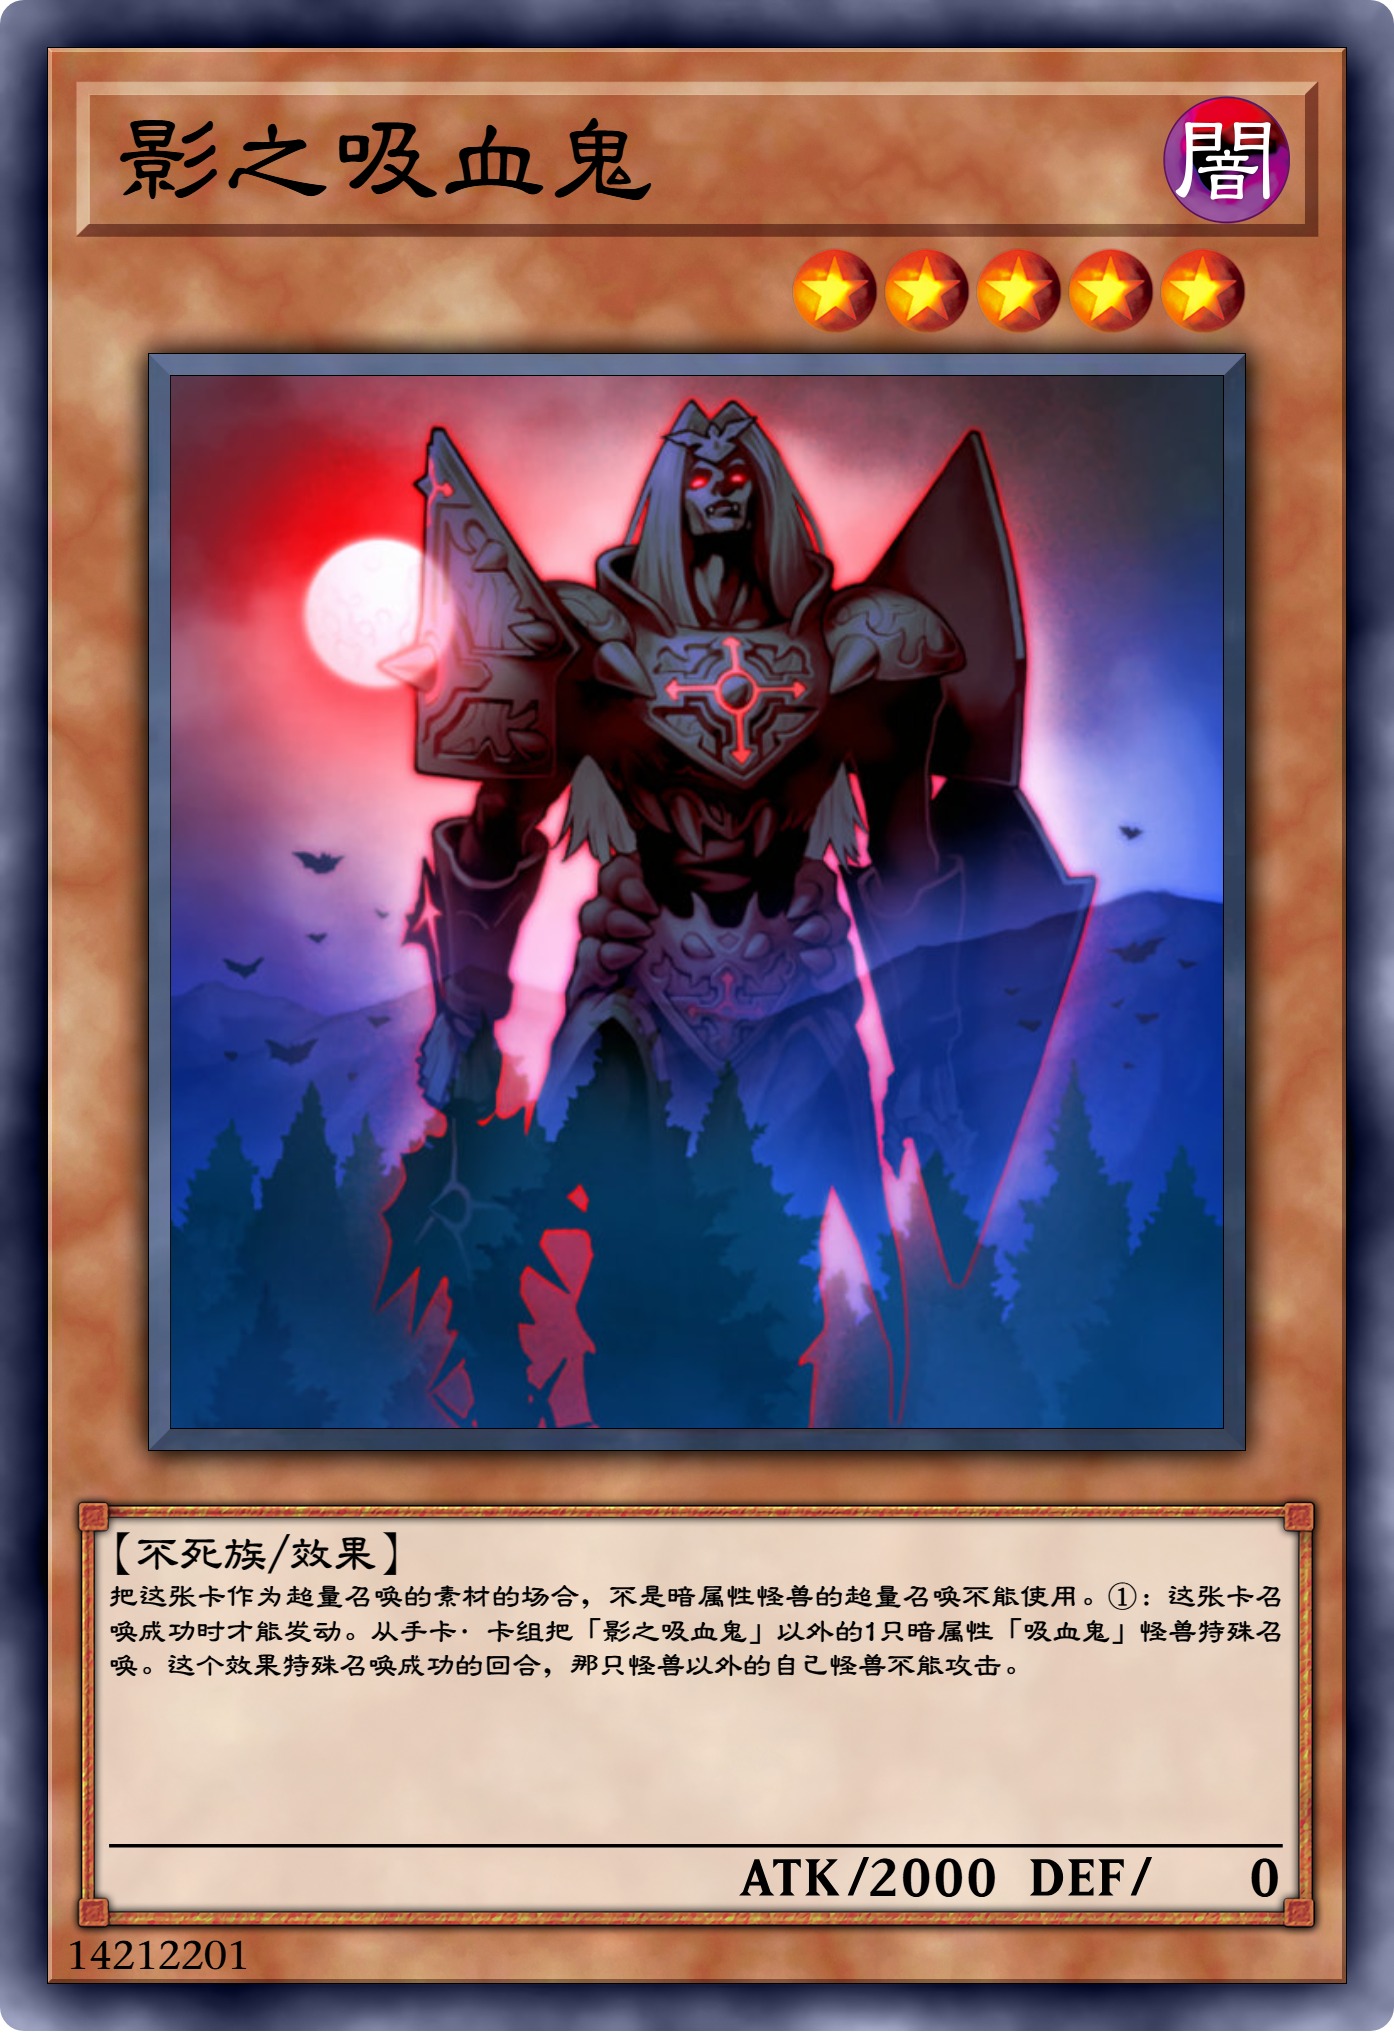 影之吸血鬼
闇
【不死族/效果】
把这张卡作为超量召唤的素材的场合，不是暗属性怪兽的超量召唤不能使用。①：这张卡召
唤成功时才能发动。从手卡·卡组把「影之吸血鬼」以外的1只暗属性「吸血鬼」怪兽特殊召
唤。这个效果特殊召唤成功的回合，那只怪兽以外的自己怪兽不能攻击。
ATK/2000 DEF/ 0
14212201